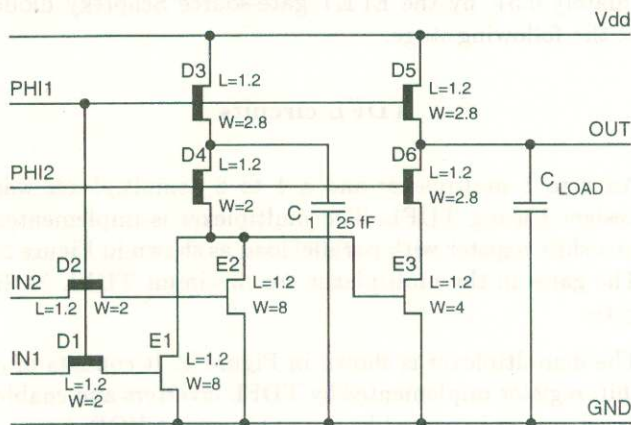 Vdd
D3
D5
L=1.2
L=1.2
PHI1
W=2.8
W=2.8
OUT
D4
D6
PHI2
L=1.2
L=1.2
C LOAD
W=2
W=2.8
25 fF
D2
E2
E3
IN2
L=1.2
L=1.2
L=1.2
W=2
W=8
W=4
D1
E1
IN1
L=1.2
L=1.2
W=2
W=8
GND